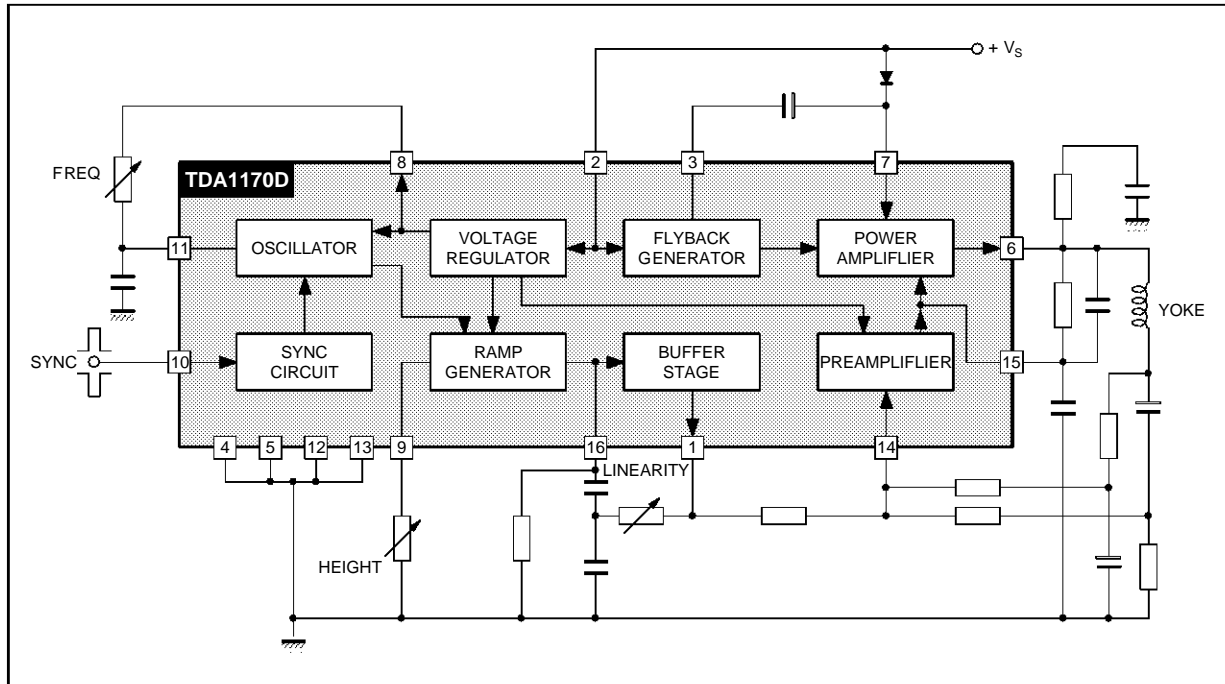 + VS
8
2
3
7
FREQ
TDA1170D
11
OSCILLATOR
VOLTAGE
REGULATOR
FLYBACK
GENERATOR
POWER
AMPLIFLIER
6
YOKE
SYNC
10
SYNC
CIRCUIT
RAMP
GENERATOR
BUFFER
STAGE
PREAMPLIFLIER
15
4
5
12
13
9
16
1
14
LINEARITY
HEIGHT